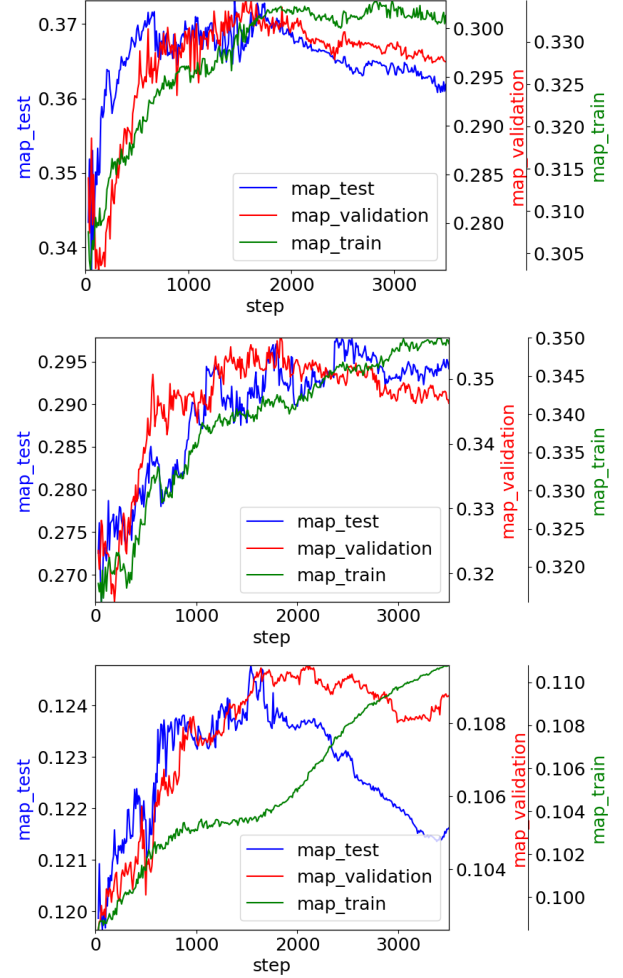 0.37
0.36
0.35
0.34
map_test
0.300
0.295
0.290
0.285
0.280
map_validation
0.330
0.325
0.320
0.315
0.310
0.305
map_train
map_test
map_validation
map_train
0 1000 2000 3000
step
0.295
0.290
0.285
0.280
0.275
0.270
map_test
0.35
0.34
0.33
0.32
map_validation
0.350
0.345
0.340
0.335
0.330
0.325
0.320
map_train
map_test
map_validation
map_train
0 1000 2000 3000
step
0.124
0.123
0.122
0.121
0.120
map_test
0.108
0.106
0.104
map_validation
0.110
0.108
0.106
0.104
0.102
0.100
map_train
map_test
map_validation
map_train
0 1000 2000 3000
step